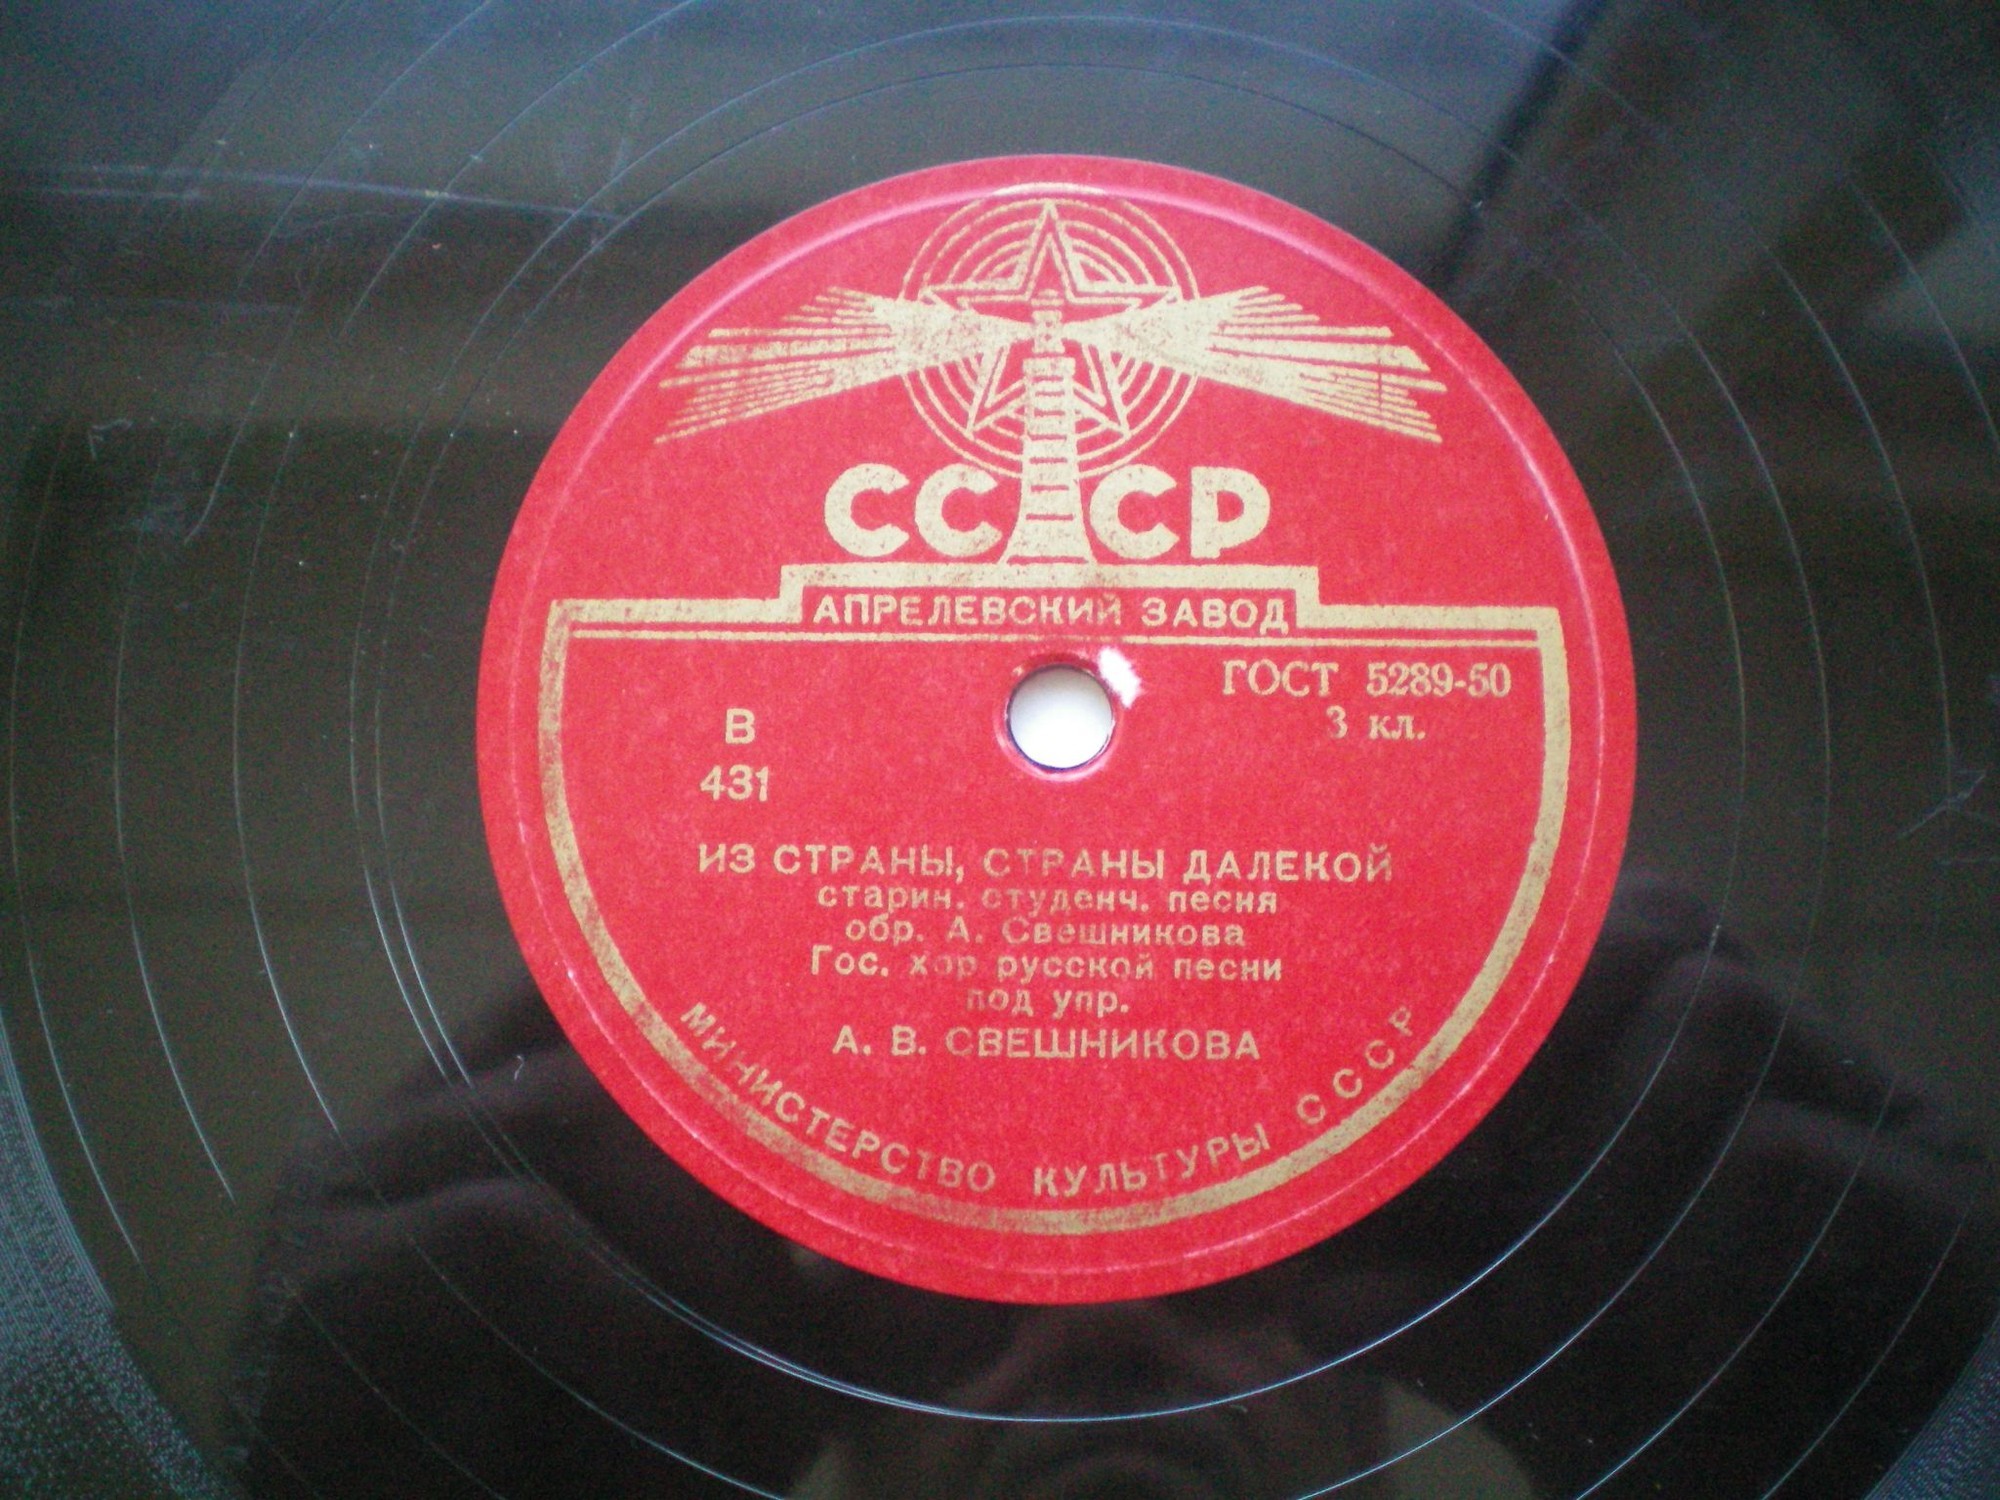 СССР
АПРЕЛЕВСКИЙ ЗАВОД
ГОСТ 5289-50
3 кл.
В
431
ИЗ СТРАНЫ, СТРАНЫ ДАЛЕКОЙ
старин. студенч. песня
обр. А. Свешникова
Гос. хор русской песни
под упр.
А. В. СВЕШНИКОВА
МИНИСТЕРСТВО КУЛЬТУРЫ СССР